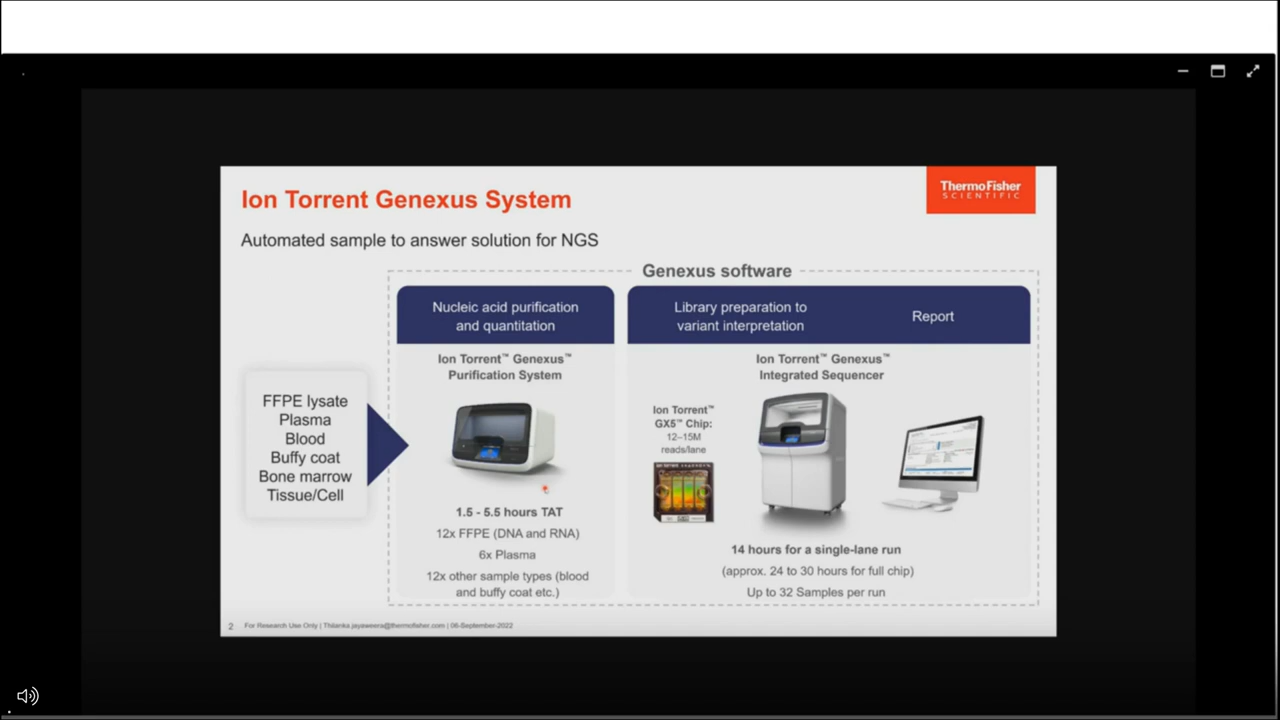 Ion Torrent Genexus System
ThermoFisher
SCIENTIFIC
Automated sample to answer solution for NGS
Genexus software
Nucleic acid purification
and quantitation
Library preparation to
variant interpretation
Report
Ion Torrent™ Genexus™
Purification System
Ion Torrent™ Genexus™
Integrated Sequencer
FFPE lysate
Plasma
Blood
Buffy coat
Bone marrow
Tissue/Cell
Ion Torrent™
GX5™ Chip:
12–15M
reads/lane
1.5 - 5.5 hours TAT
12x FFPE (DNA and RNA)
6x Plasma
12x other sample types (blood
and buffy coat etc.)
14 hours for a single-lane run
(approx. 24 to 30 hours for full chip)
Up to 32 Samples per run
2 For Research Use Only | Thilanka.jayaweera@thermofisher.com | 06-September-2022